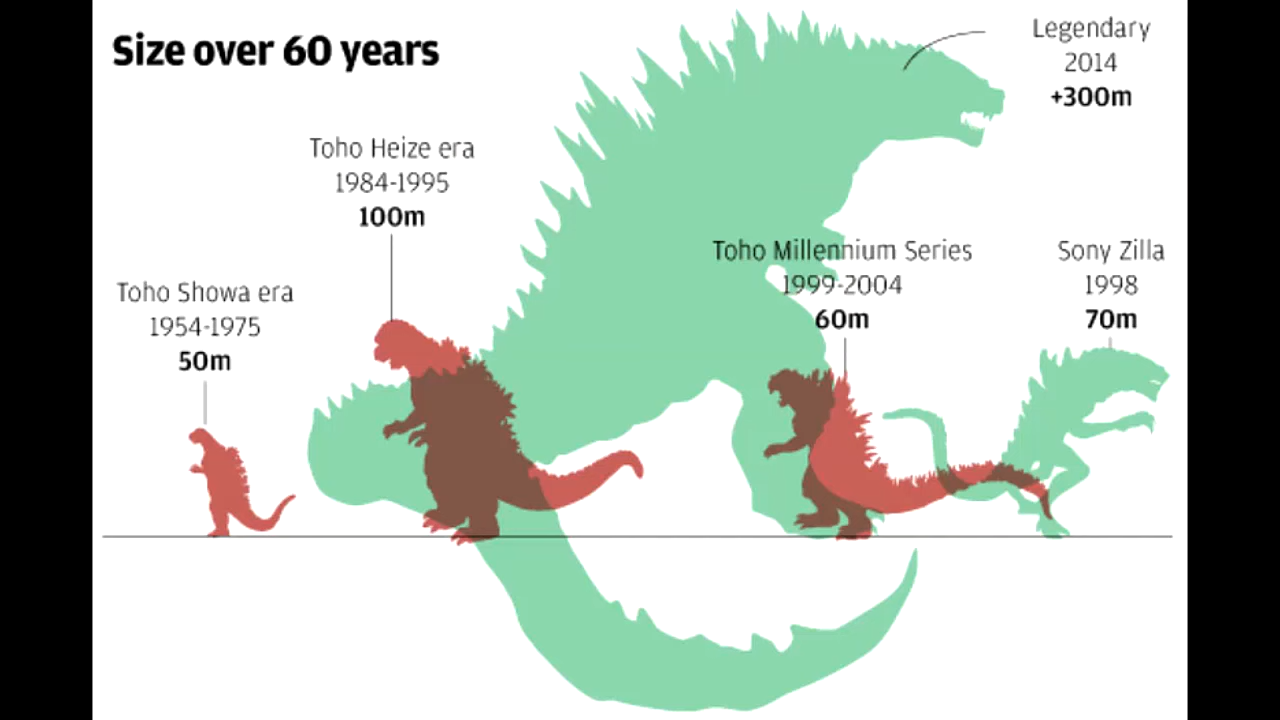 Size over 60 years
Legendary
2014
+300m
Toho Heize era
1984-1995
100m
Toho Showa era
1954-1975
50m
Toho Millennium Series
1999-2004
60m
Sony Zilla
1998
70m